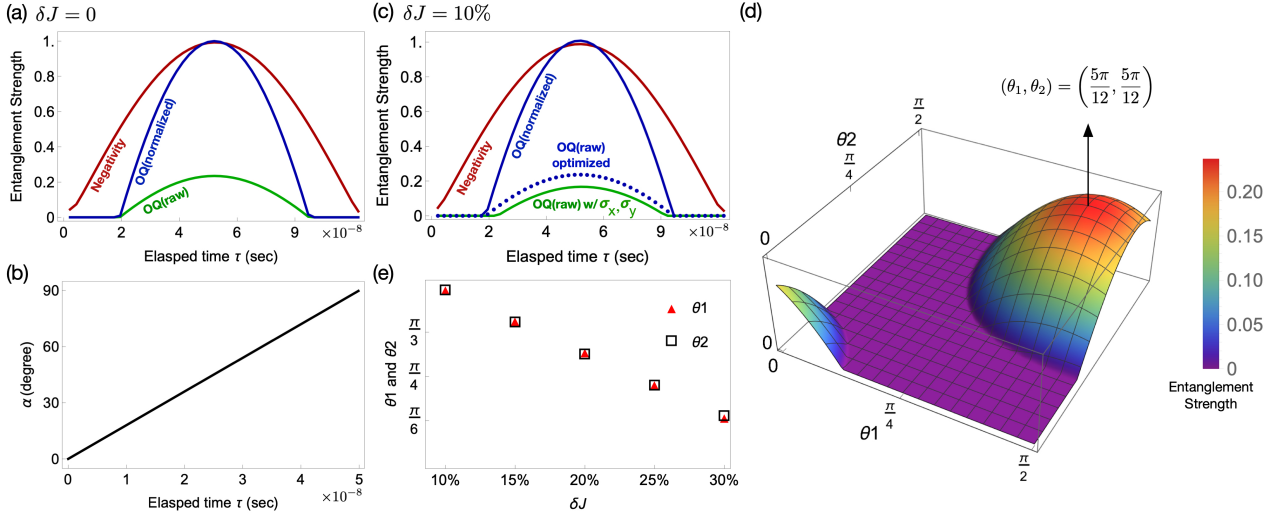 (a) δJ = 0
Entanglement Strength
1.
0.8
0.6
0.4
0.2
0
Negativity
OQ(normalized)
OQ(raw)
0 2 4 6 8
×10⁻⁸
Elasped time τ (sec)
(c) δJ = 10%
Entanglement Strength
1.
0.8
0.6
0.4
0.2
0
Negativity
OQ(normalized)
OQ(raw)
optimized
OQ(raw) w/ σx, σy
0 2 4 6 8
×10⁻⁸
Elasped time τ (sec)
(b)
α (degree)
90
60
30
0
0 1 2 3 4 5
×10⁻⁸
Elasped time τ (sec)
(e)
θ1 and θ2
π/3
π/4
π/6
θ1
θ2
10% 15% 20% 25% 30%
δJ
(d)
(θ₁, θ₂) = (5π/12, 5π/12)
π/2
θ2
π/4
0
0
0
θ1
π/4
π/2
0.20
0.15
0.10
0.05
0
Entanglement
Strength